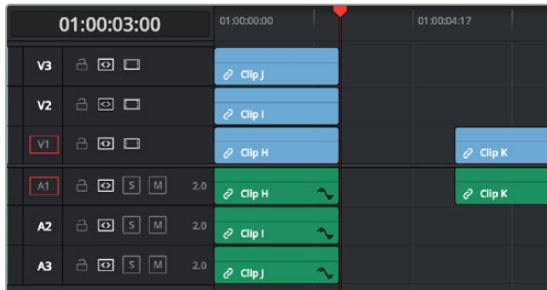 01:00:03:00 01:00:00:00 01:00:04:17
V3 Clip J
V2 Clip I
V1 Clip H Clip K
A1 S M 2.0 Clip H Clip K
A2 S M 2.0 Clip I
A3 S M 2.0 Clip J